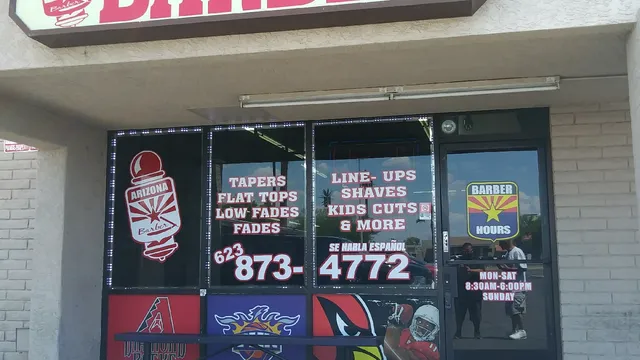 Barber
ARIZONA
Barber
TAPERS
FLAT TOPS
LOW FADES
FADES
LINE- UPS
SHAVES
KIDS CUTS
& MORE
SE HABLA ESPAÑOL
623
873-4772
BARBER
HOURS
MON-SAT
8:30AM-6:00PM
SUNDAY